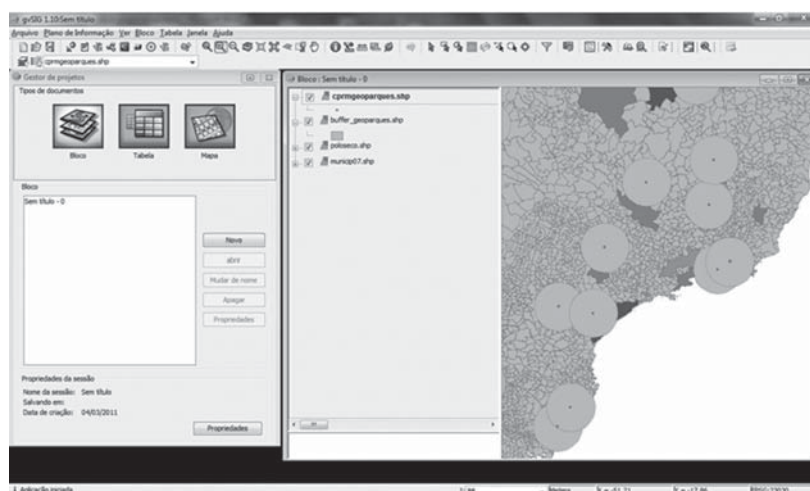 gvSIG 1.10:Sem título
Arquivo Plano de Informação Ver Bloco Tabela Janela Ajuda
cprmgeoparques.shp
Gestor de projetos
Tipos de documentos
Bloco Tabela Mapa
Bloco
Sem título - 0
Novo
abrir
Mudar de nome
Apagar
Propriedades
Propriedades da sessão
Nome da sessão: Sem título
Salvando em:
Data de criação: 04/03/2011
Propriedades
Bloco : Sem título - 0
cprmgeoparques.shp
buffer_geoparques.shp
municip07.shp
Aplicação iniciada